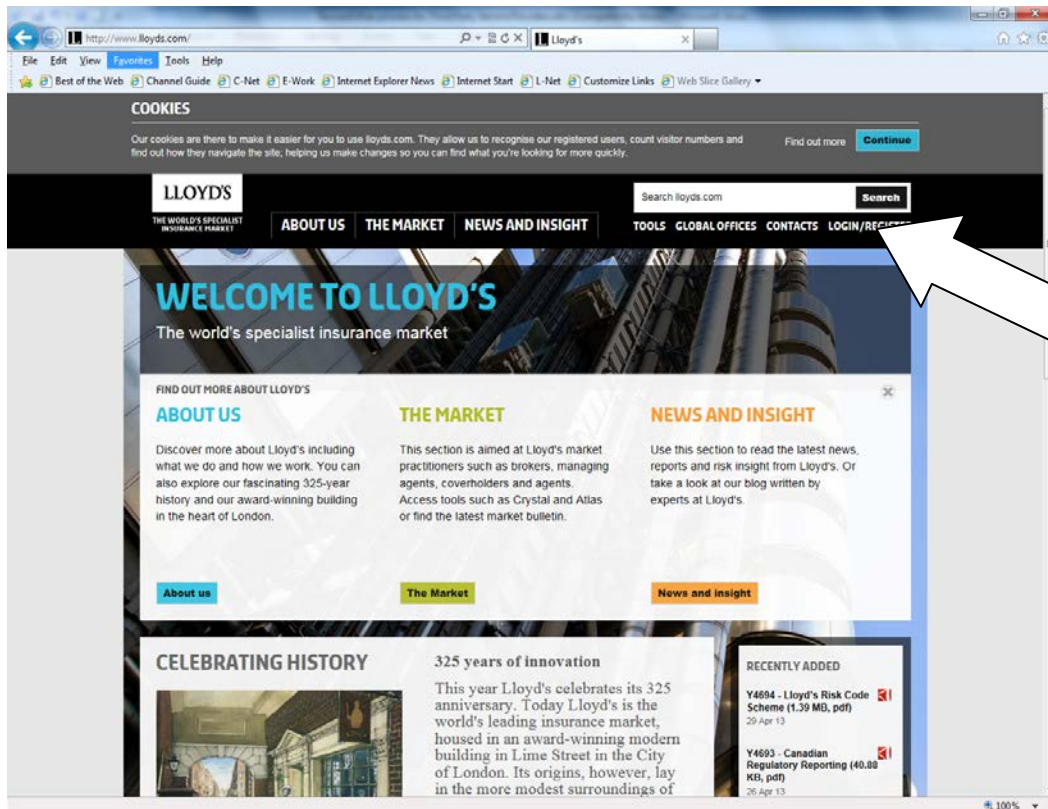 http://www.lloyds.com/
Lloyd's
File Edit View Favorites Tools Help
Best of the Web Channel Guide C-Net E-Work Internet Explorer News Internet Start L-Net Customize Links Web Slice Gallery
COOKIES
Our cookies are there to make it easier for you to use lloyds.com. They allow us to recognise our registered users, count visitor numbers and
find out how they navigate the site; helping us make changes so you can find what you're looking for more quickly.
Find out more
Continue
LLOYD'S
THE WORLD'S SPECIALIST
INSURANCE MARKET
Search lloyds.com
Search
ABOUT US THE MARKET NEWS AND INSIGHT
TOOLS GLOBAL OFFICES CONTACTS LOGIN/REGISTER
WELCOME TO LLOYD'S
The world's specialist insurance market
FIND OUT MORE ABOUT LLOYD'S
ABOUT US
Discover more about Lloyd's including
what we do and how we work. You can
also explore our fascinating 325-year
history and our award-winning building
in the heart of London.
About us
THE MARKET
This section is aimed at Lloyd's market
practitioners such as brokers, managing
agents, coverholders and agents.
Access tools such as Crystal and Atlas
or find the latest market bulletin.
The Market
NEWS AND INSIGHT
Use this section to read the latest news,
reports and risk insight from Lloyd's. Or
take a look at our blog written by
experts at Lloyd's.
News and insight
CELEBRATING HISTORY
325 years of innovation
This year Lloyd's celebrates its 325
anniversary. Today Lloyd's is the
world's leading insurance market,
housed in an award-winning modern
building in Lime Street in the City
of London. Its origins, however, lay
in the more modest surroundings of
RECENTLY ADDED
Y4694 - Lloyd's Risk Code
Scheme (1.39 MB, pdf)
29 Apr 13
Y4693 - Canadian
Regulatory Reporting (40.88
KB, pdf)
26 Apr 13
100%